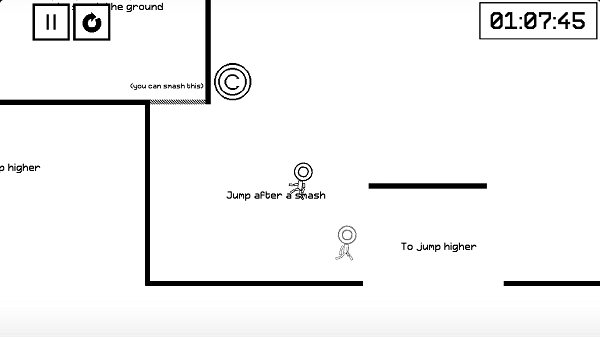 the ground
01:07:45
C
(you can smash this)
higher
Jump after a smash
To jump higher